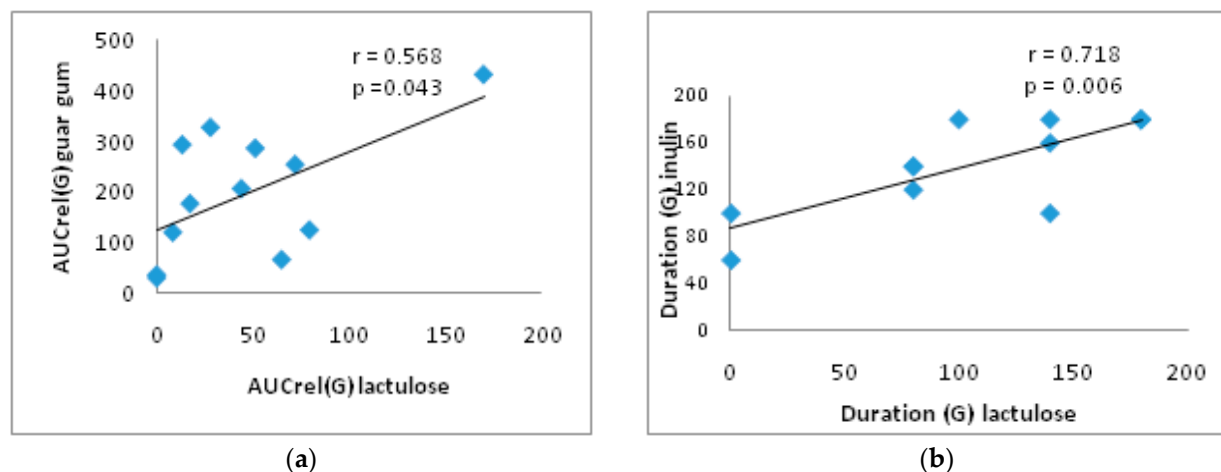 500
400
300
200
100
0
AUCrel(G) guar gum
r = 0.568
p =0.043
0 50 100 150 200
AUCrel(G) lactulose
(a)
200
160
120
80
40
0
Duration (G) inulin
r = 0.718
p = 0.006
0 50 100 150 200
Duration (G) lactulose
(b)